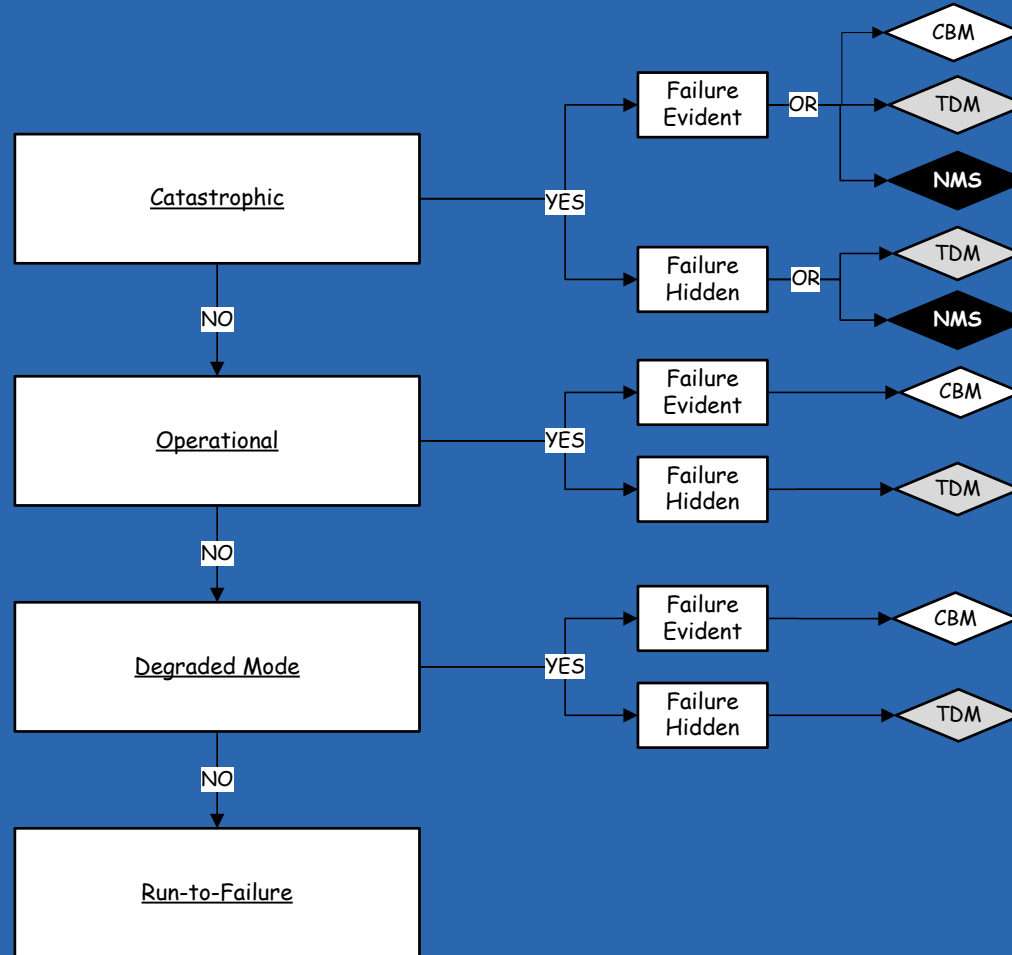 CBM
Failure
Evident
OR
TDM
Catastrophic
YES
NMS
Failure
Hidden
OR
TDM
NMS
NO
Operational
YES
Failure
Evident
CBM
Failure
Hidden
TDM
NO
Degraded Mode
YES
Failure
Evident
CBM
Failure
Hidden
TDM
NO
Run-to-Failure